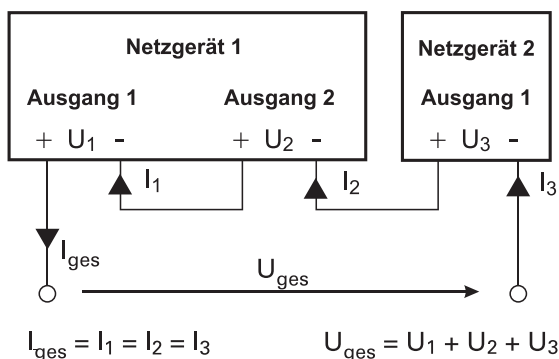 Netzgerät 1
Netzgerät 2
Ausgang 1
Ausgang 2
Ausgang 1
+ U1 -
+ U2 -
+ U3 -
I1
I2
I3
Iges
Uges
Iges = I1 = I2 = I3
Uges = U1 + U2 + U3